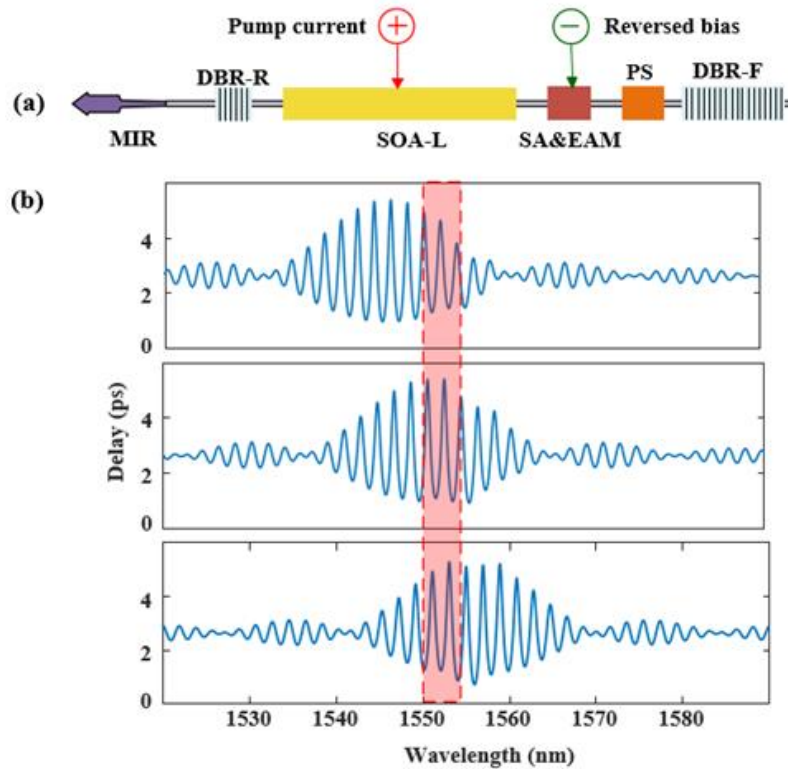 Pump current
+
−
Reversed bias
DBR-R
PS
DBR-F
(a)
MIR
SOA-L
SA&EAM
(b)
4
2
0
4
2
0
4
2
0
Delay (ps)
1530
1540
1550
1560
1570
1580
Wavelength (nm)